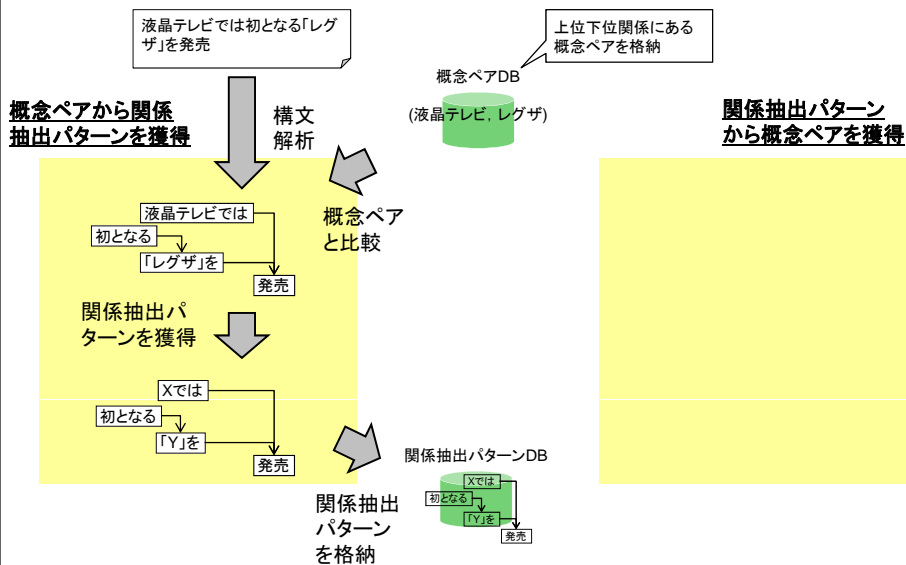 液晶テレビでは初となる「レグ
ザ」を発売
上位下位関係にある
概念ペアを格納
概念ペアDB
(液晶テレビ, レグザ)
概念ペアから関係
抽出パターンを獲得
構文
解析
関係抽出パターン
から概念ペアを獲得
概念ペア
と比較
液晶テレビでは
初となる
「レグザ」を
発売
関係抽出パ
ターンを獲得
Xでは
初となる
「Y」を
発売
関係抽出パターンDB
Xでは
初となる
「Y」を
発売
関係抽出
パターン
を格納